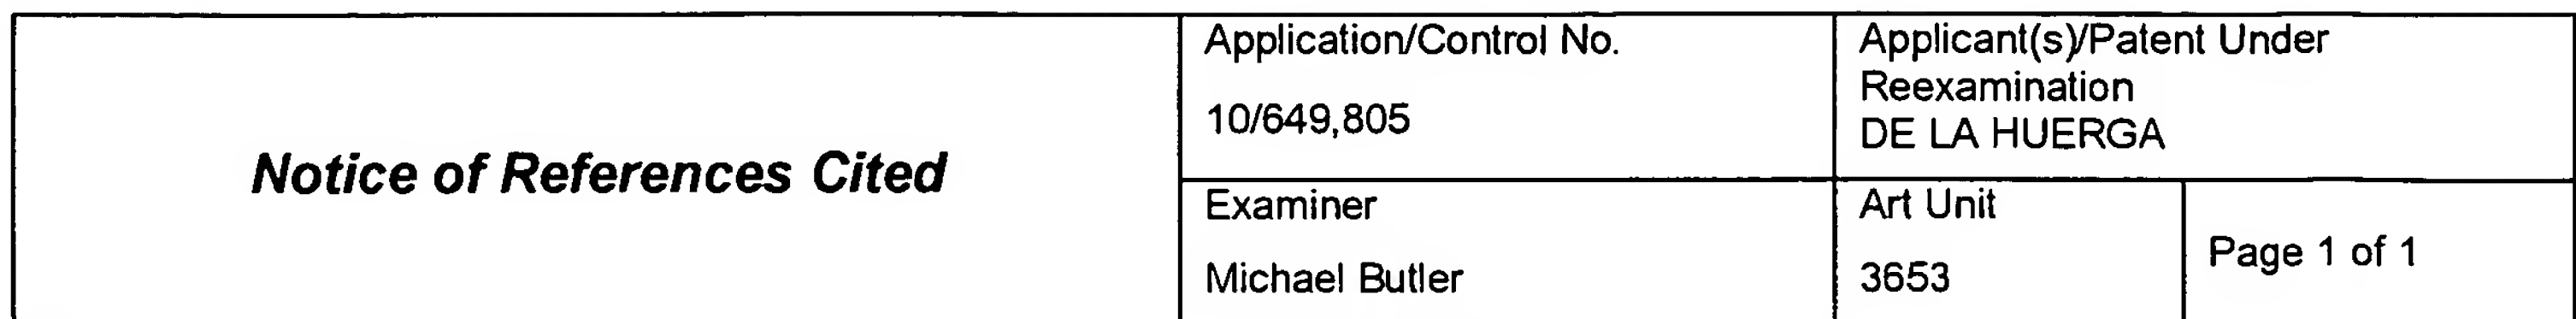 Notice of References Cited
Application/Control No.
10/649,805
Applicant(s)/Patent Under
Reexamination
DE LA HUERGA
Examiner
Michael Butler
Art Unit
3653
Page 1 of 1